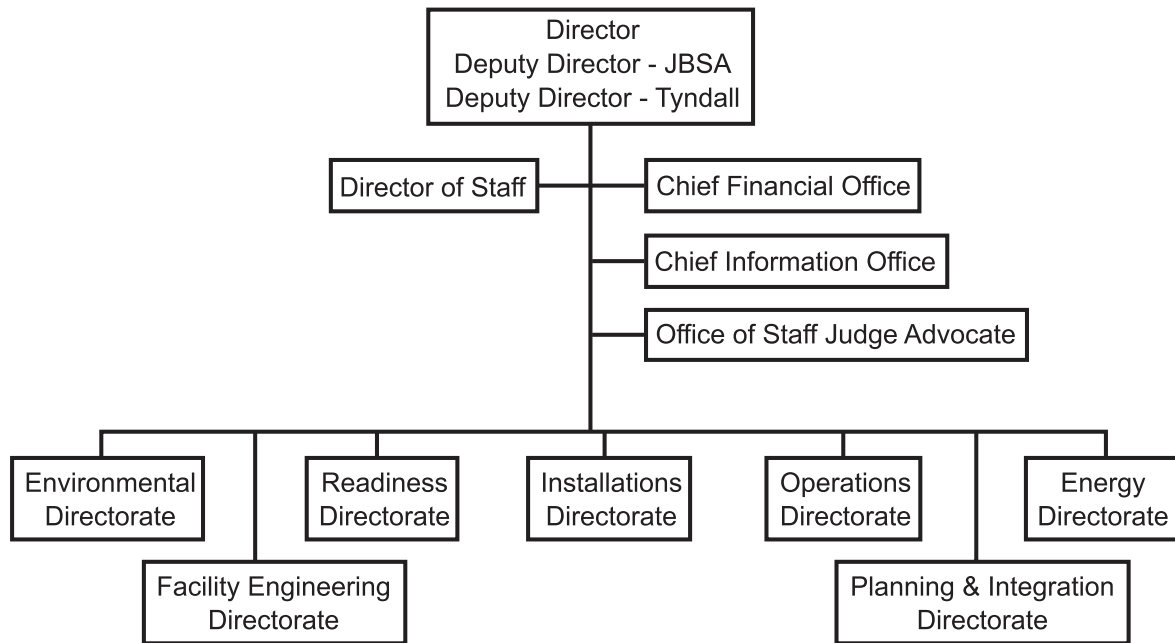 Director
Deputy Director - JBSA
Deputy Director - Tyndall
Director of Staff
Chief Financial Office
Chief Information Office
Office of Staff Judge Advocate
Environmental
Directorate
Readiness
Directorate
Installations
Directorate
Operations
Directorate
Energy
Directorate
Facility Engineering
Directorate
Planning & Integration
Directorate